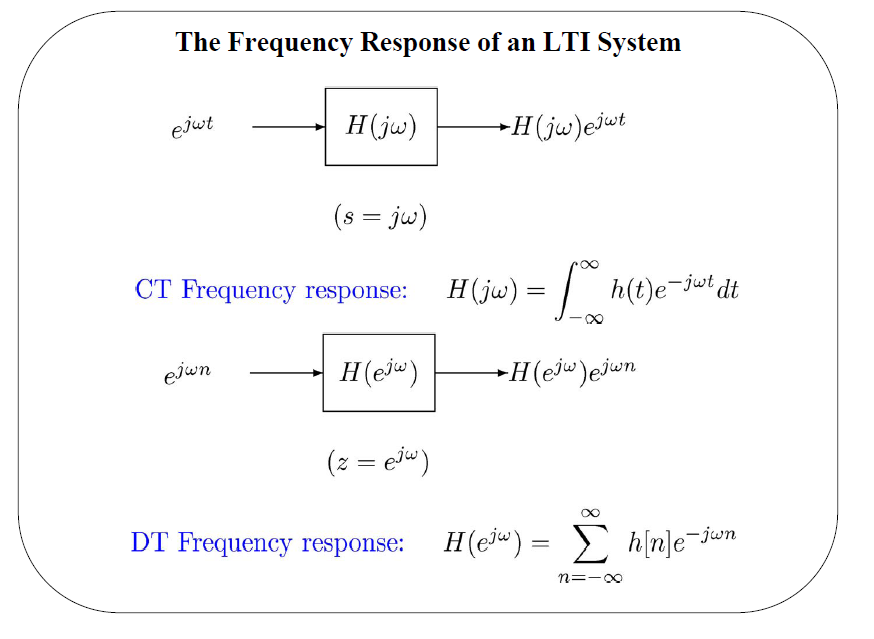 The Frequency Response of an LTI System
e^{jωt} H(jω) H(jω)e^{jωt}
(s = jω)
CT Frequency response: H(jω) = ∫_{−∞}^{∞} h(t)e^{−jωt}dt
e^{jωn} H(e^{jω}) H(e^{jω})e^{jωn}
(z = e^{jω})
DT Frequency response: H(e^{jω}) = ∑_{n=−∞}^{∞} h[n]e^{−jωn}